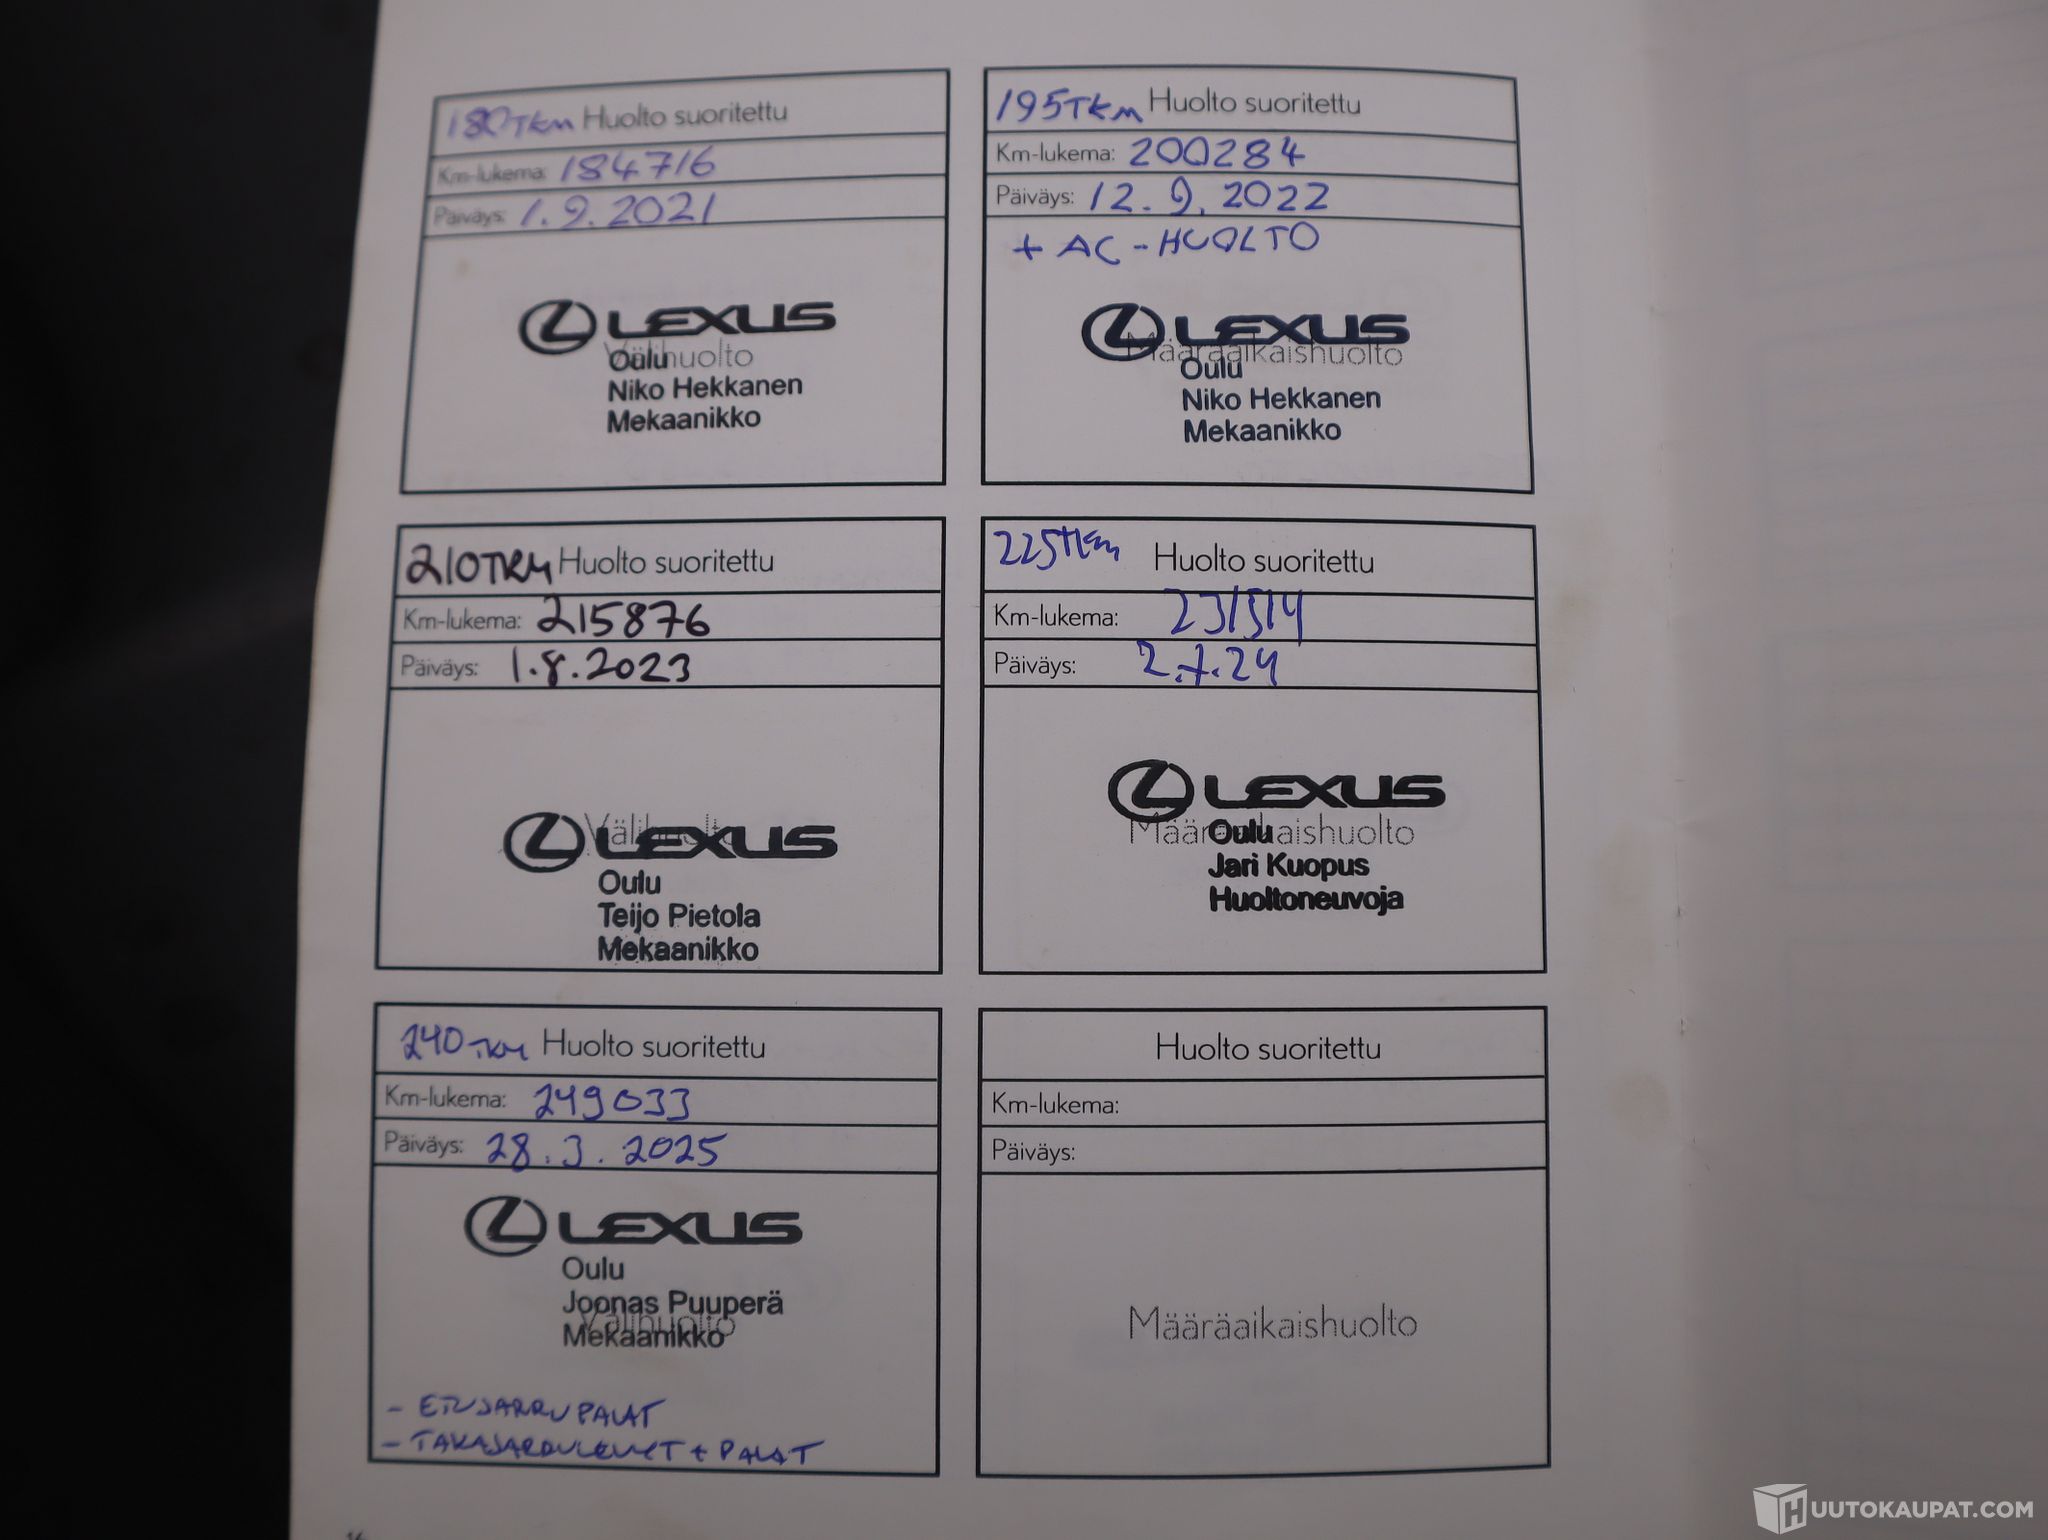 180TKM Huolto suoritettu
Km-lukema: 184716
Päiväys: 1.9.2021
LEXUS
Välihuolto
Oulu
Niko Hekkanen
Mekaanikko
195TKM Huolto suoritettu
Km-lukema: 200284
Päiväys: 12.9.2022
+ AC-HUOLTO
LEXUS
Määräaikaishuolto
Oulu
Niko Hekkanen
Mekaanikko
210TKM Huolto suoritettu
Km-lukema: 215876
Päiväys: 1.8.2023
Välihuolto
LEXUS
Oulu
Teijo Pietola
Mekaanikko
225TKM Huolto suoritettu
Km-lukema: 231514
Päiväys: 2.7.24
LEXUS
Määräaikaishuolto
Oulu
Jari Kuopus
Huoltoneuvoja
240TKM Huolto suoritettu
Km-lukema: 249033
Päiväys: 28.3.2025
LEXUS
Oulu
Joonas Puuperä
Välihuolto
Mekaanikko
- ETUJARRUPALAT
- TAKAJARRULEVYT + PALAT
Huolto suoritettu
Km-lukema:
Päiväys:
Määräaikaishuolto
HUUTOKAUPAT.COM